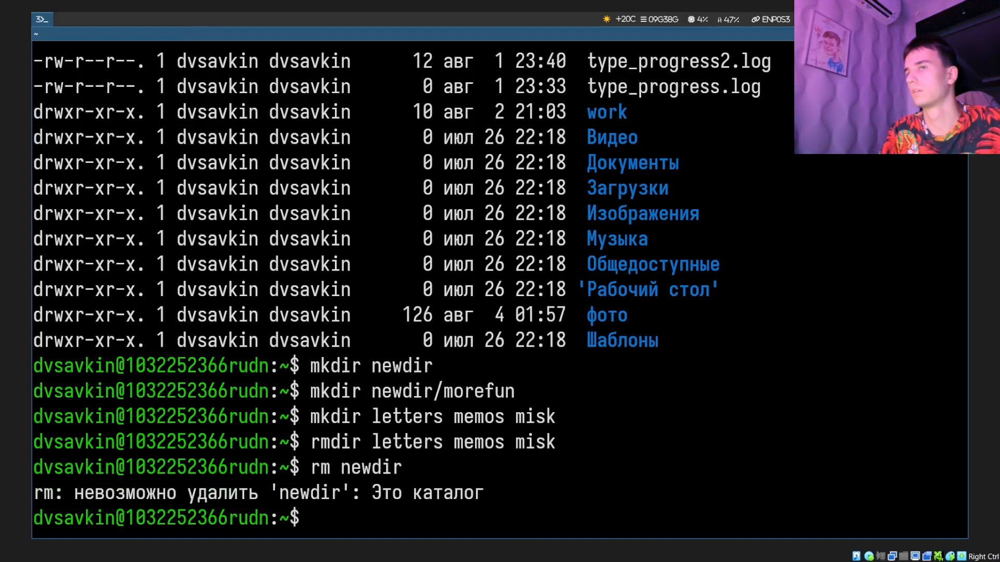 3>_
+20C 09G38G 4% й 47% ENP0S3
~
-rw-r--r--. 1 dvsavkin dvsavkin 12 авг 1 23:40 type_progress2.log
-rw-r--r--. 1 dvsavkin dvsavkin 0 авг 1 23:33 type_progress.log
drwxr-xr-x. 1 dvsavkin dvsavkin 10 авг 2 21:03 work
drwxr-xr-x. 1 dvsavkin dvsavkin 0 июл 26 22:18 Видео
drwxr-xr-x. 1 dvsavkin dvsavkin 0 июл 26 22:18 Документы
drwxr-xr-x. 1 dvsavkin dvsavkin 0 июл 26 22:18 Загрузки
drwxr-xr-x. 1 dvsavkin dvsavkin 0 июл 26 22:18 Изображения
drwxr-xr-x. 1 dvsavkin dvsavkin 0 июл 26 22:18 Музыка
drwxr-xr-x. 1 dvsavkin dvsavkin 0 июл 26 22:18 Общедоступные
drwxr-xr-x. 1 dvsavkin dvsavkin 0 июл 26 22:18 'Рабочий стол'
drwxr-xr-x. 1 dvsavkin dvsavkin 126 авг 4 01:57 фото
drwxr-xr-x. 1 dvsavkin dvsavkin 0 июл 26 22:18 Шаблоны
dvsavkin@1032252366rudn:~$ mkdir newdir
dvsavkin@1032252366rudn:~$ mkdir newdir/morefun
dvsavkin@1032252366rudn:~$ mkdir letters memos misk
dvsavkin@1032252366rudn:~$ rmdir letters memos misk
dvsavkin@1032252366rudn:~$ rm newdir
rm: невозможно удалить 'newdir': Это каталог
dvsavkin@1032252366rudn:~$
Right Ctrl